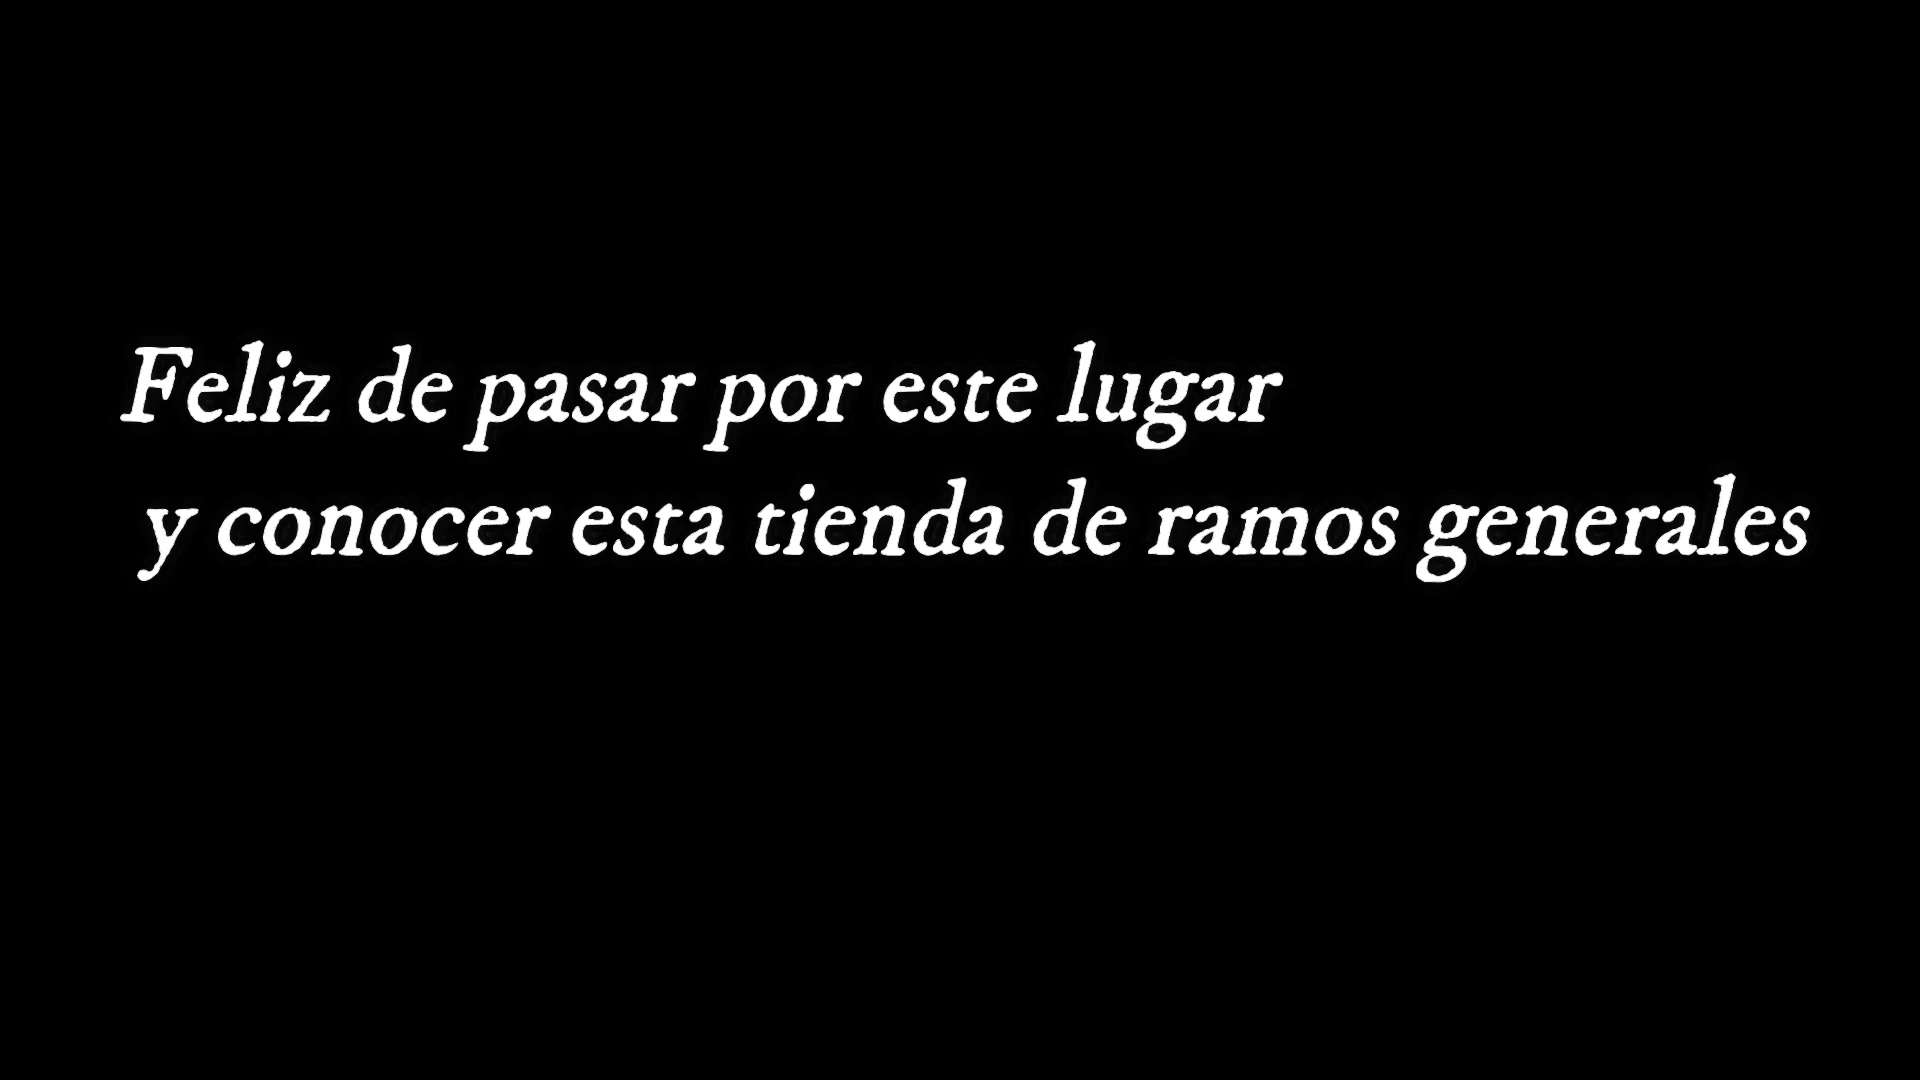 Feliz de pasar por este lugar
y conocer esta tienda de ramos generales